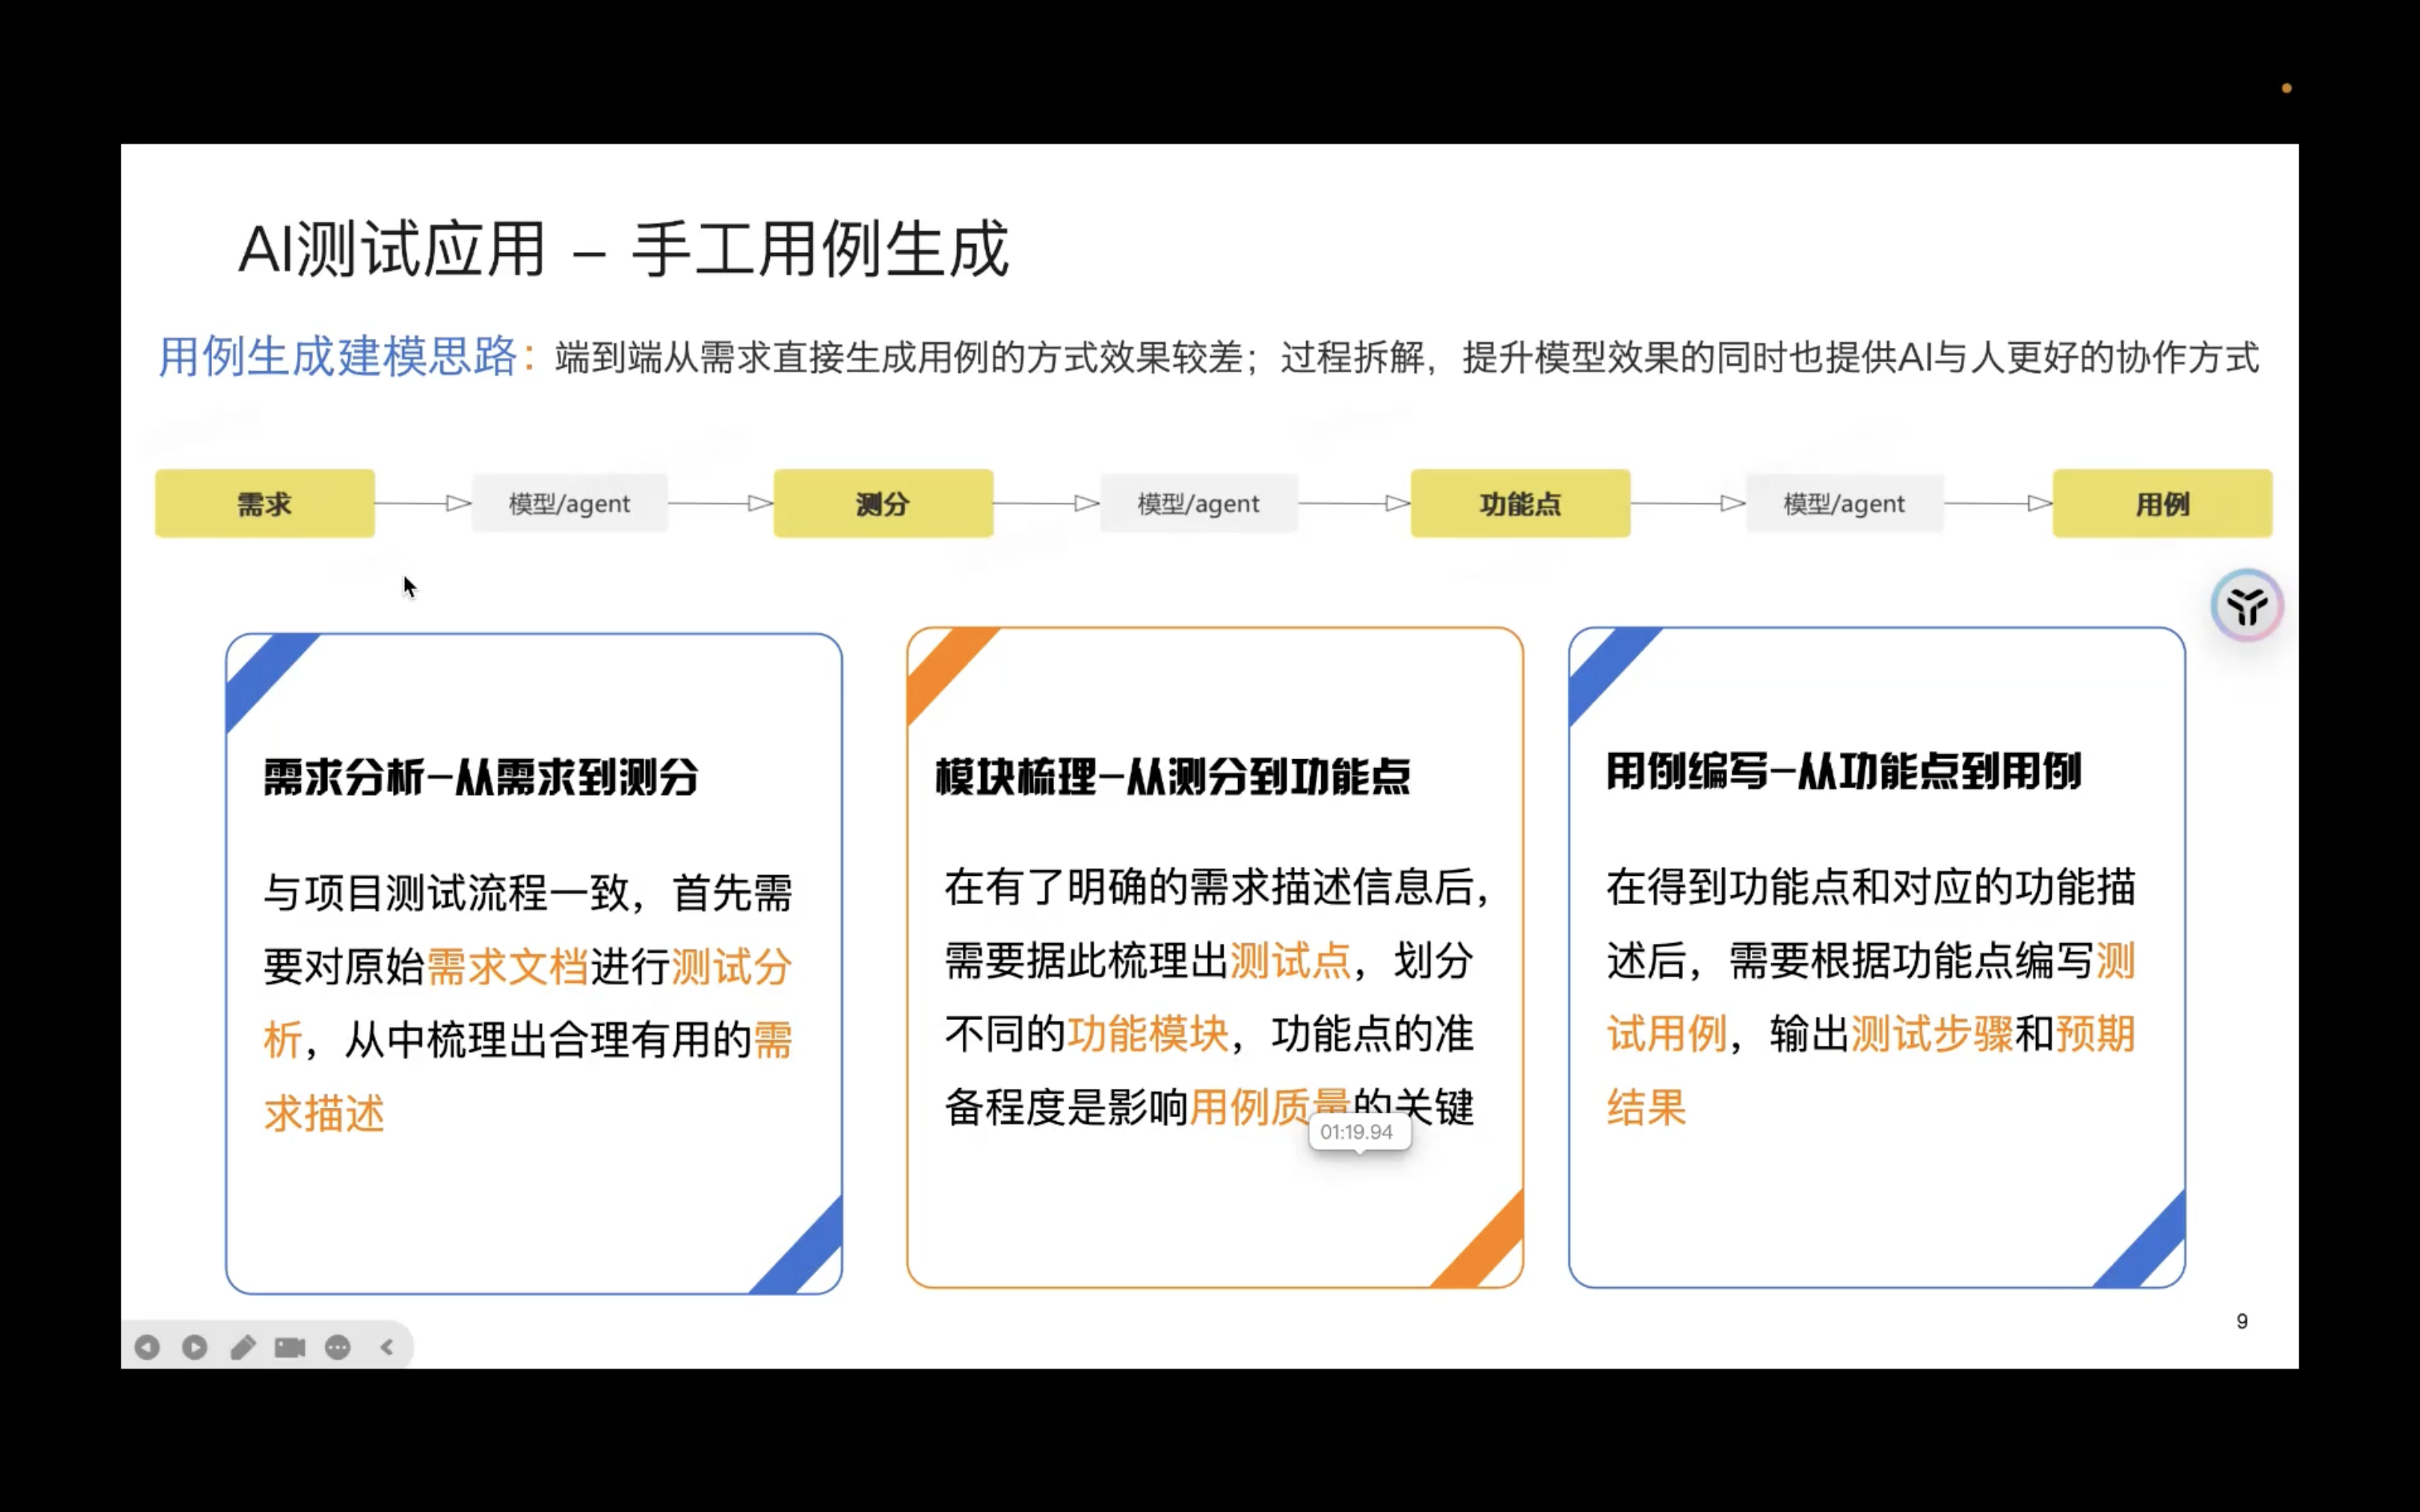 AI测试应用 – 手工用例生成
用例生成建模思路：端到端从需求直接生成用例的方式效果较差；过程拆解，提升模型效果的同时也提供AI与人更好的协作方式
需求
模型/agent
测分
模型/agent
功能点
模型/agent
用例
需求分析–从需求到测分
与项目测试流程一致，首先需
要对原始需求文档进行测试分
析，从中梳理出合理有用的需
求描述
模块梳理–从测分到功能点
在有了明确的需求描述信息后，
需要据此梳理出测试点，划分
不同的功能模块，功能点的准
备程度是影响用例质量的关键
01:19.94
用例编写–从功能点到用例
在得到功能点和对应的功能描
述后，需要根据功能点编写测
试用例，输出测试步骤和预期
结果
9